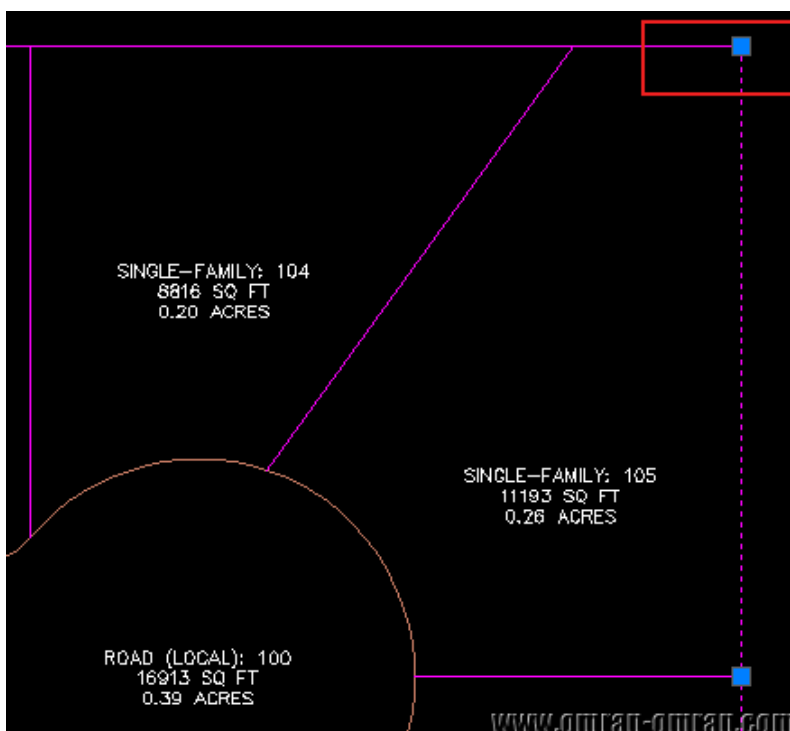 SINGLE-FAMILY: 104
8816 SQ FT
0.20 ACRES
SINGLE-FAMILY: 105
11193 SQ FT
0.26 ACRES
ROAD (LOCAL): 100
16913 SQ FT
0.39 ACRES
www.omran-omran.com